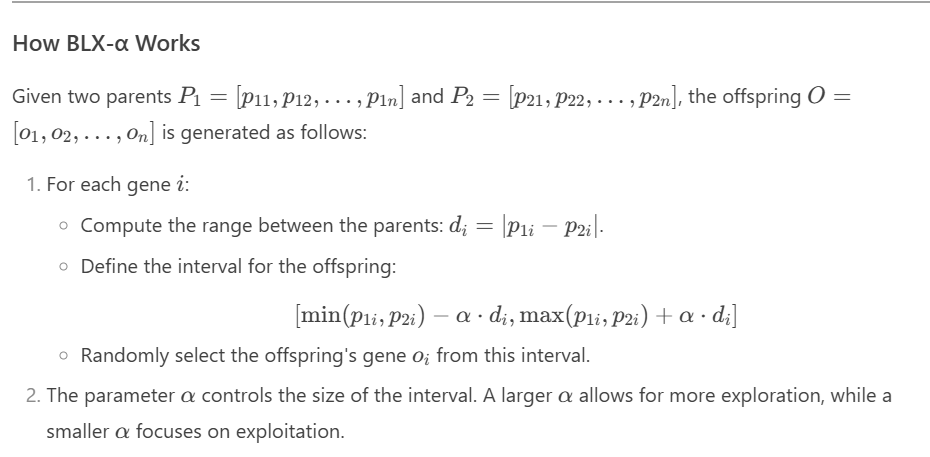 How BLX-α Works
Given two parents P₁ = [p₁₁, p₁₂, . . . , p₁ₙ] and P₂ = [p₂₁, p₂₂, . . . , p₂ₙ], the offspring O =
[o₁, o₂, . . . , oₙ] is generated as follows:
1. For each gene i:
○ Compute the range between the parents: dᵢ = |p₁ᵢ − p₂ᵢ|.
○ Define the interval for the offspring:
[min(p₁ᵢ, p₂ᵢ) − α · dᵢ, max(p₁ᵢ, p₂ᵢ) + α · dᵢ]
○ Randomly select the offspring's gene oᵢ from this interval.
2. The parameter α controls the size of the interval. A larger α allows for more exploration, while a
smaller α focuses on exploitation.